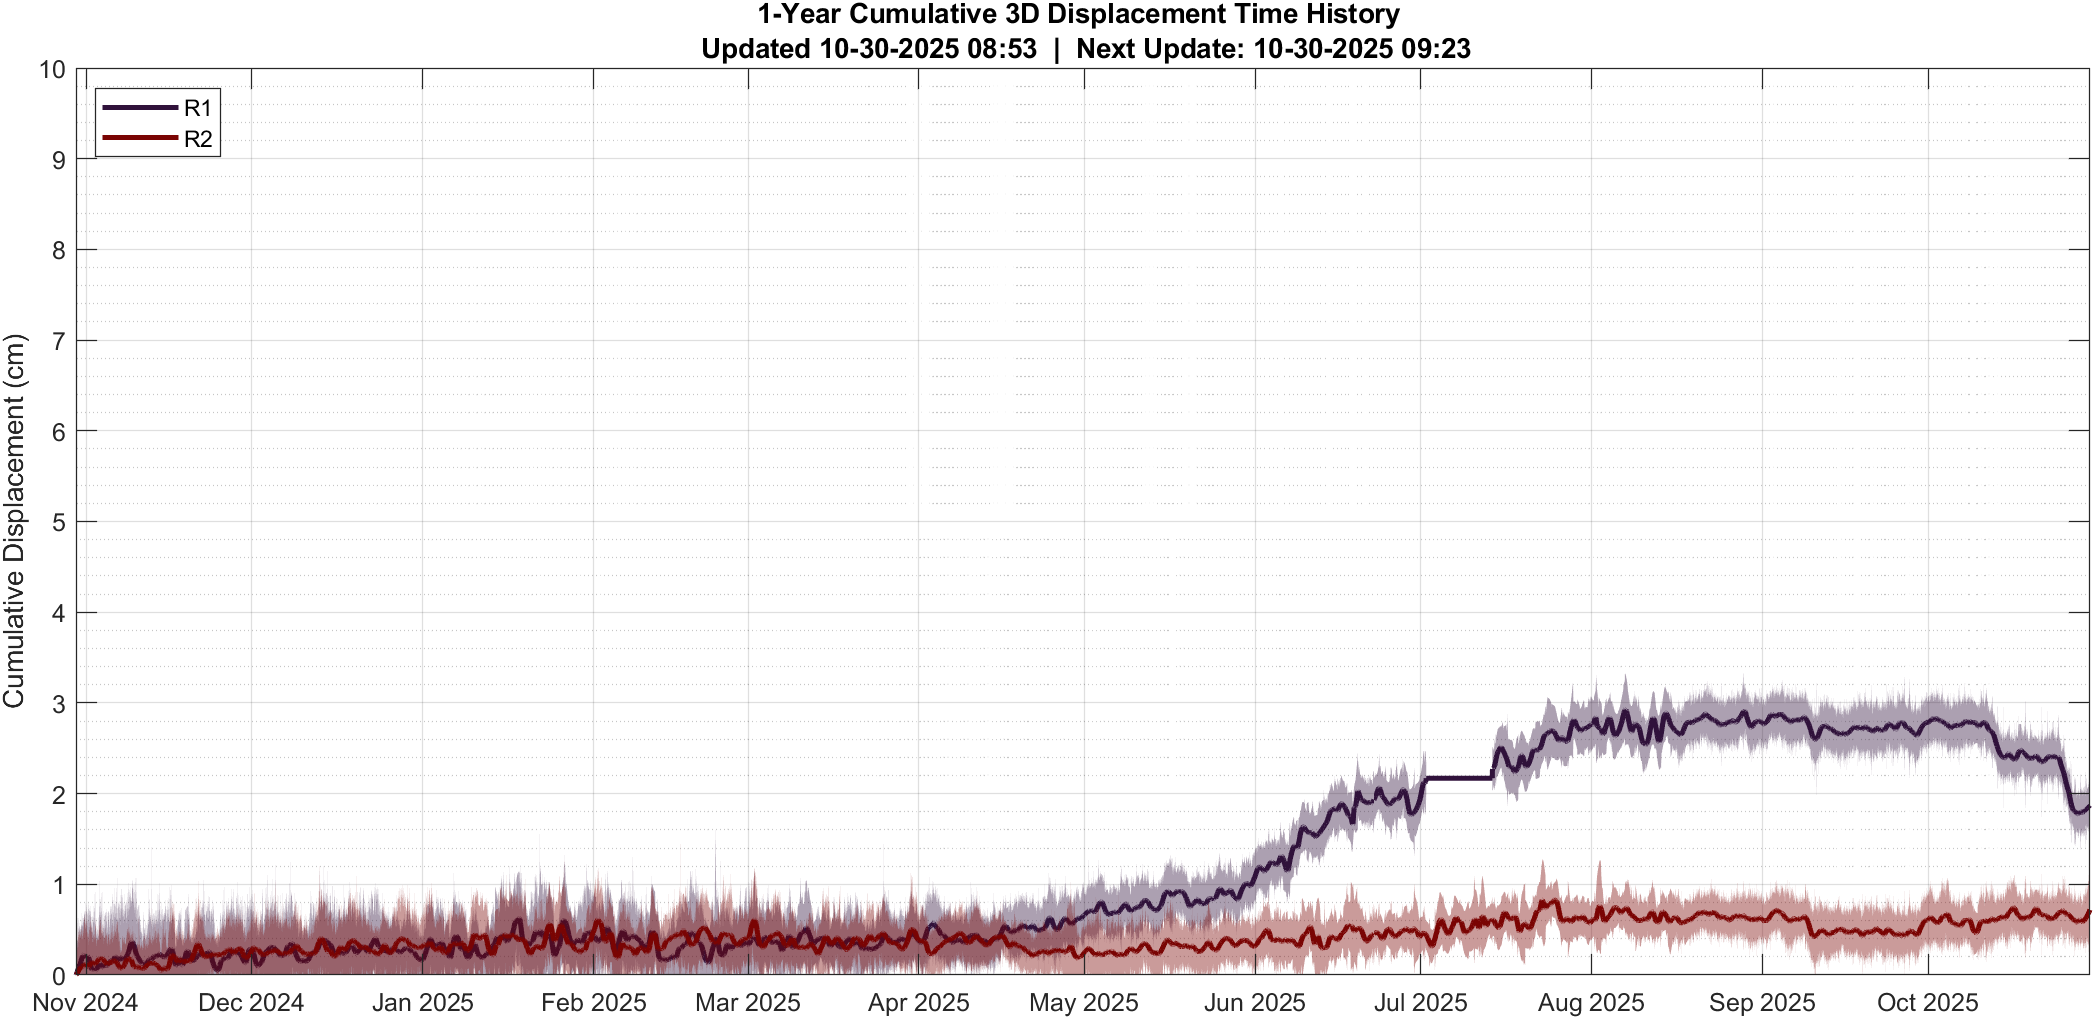 1-Year Cumulative 3D Displacement Time History
Updated 10-30-2025 08:53 | Next Update: 10-30-2025 09:23
R1
R2
Cumulative Displacement (cm)
10
9
8
7
6
5
4
3
2
1
0
Nov 2024 Dec 2024 Jan 2025 Feb 2025 Mar 2025 Apr 2025 May 2025 Jun 2025 Jul 2025 Aug 2025 Sep 2025 Oct 2025